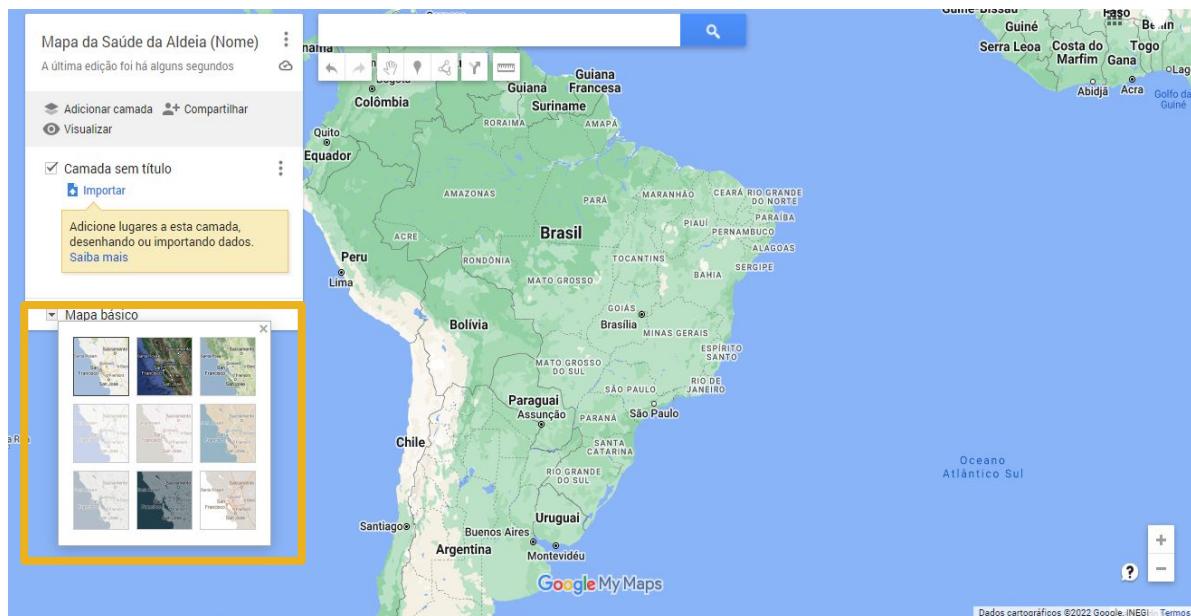 Mapa da Saúde da Aldeia (Nome)
A última edição foi há alguns segundos
Adicionar camada
Compartilhar
Visualizar
Camada sem título
Importar
Adicione lugares a esta camada,
desenhando ou importando dados.
Saiba mais
Mapa básico
Guiné
Serra Leoa
Costa do
Marfim
Gana
Togo
Abidjã
Acra
Golfo da
Guiné
Colômbia
Guiana
Suriname
Guiana
Francesa
Quito
Equador
RORAIMA
AMAPÁ
AMAZONAS
PARÁ
MARANHÃO
CEARÁ
RIO GRANDE
DO NORTE
PARAÍBA
PIAUÍ
PERNAMBUCO
ALAGOAS
SERGIPE
ACRE
Brasil
Peru
Lima
RONDÔNIA
TOCANTINS
MATO GROSSO
BAHIA
GOIÁS
Brasília
Bolívia
MINAS GERAIS
ESPÍRITO
SANTO
MATO GROSSO
DO SUL
SÃO PAULO
RIO DE
JANEIRO
Paraguai
Assunção
PARANÁ
São Paulo
Chile
SANTA
CATARINA
RIO GRANDE
DO SUL
Oceano
Atlântico Sul
Uruguai
Santiago
Buenos Aires
Argentina
Montevidéu
Google My Maps
Dados cartográficos ©2022 Google, INEGI
Termos